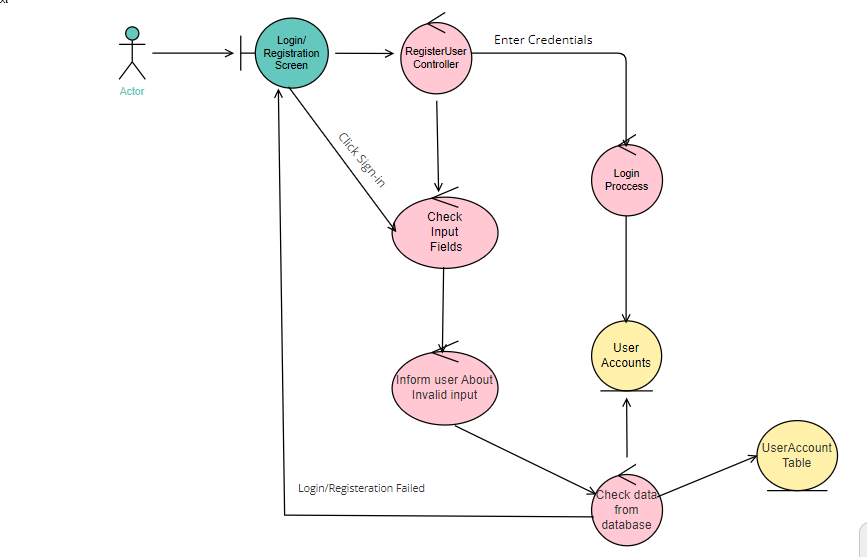 Login/
Registration
Screen
RegisterUser
Controller
Enter Credentials
Actor
Click Sign-in
Login
Proccess
Check
Input
Fields
User
Accounts
Inform user About
Invalid input
UserAccount
Table
Login/Registeration Failed
Check data
from
database